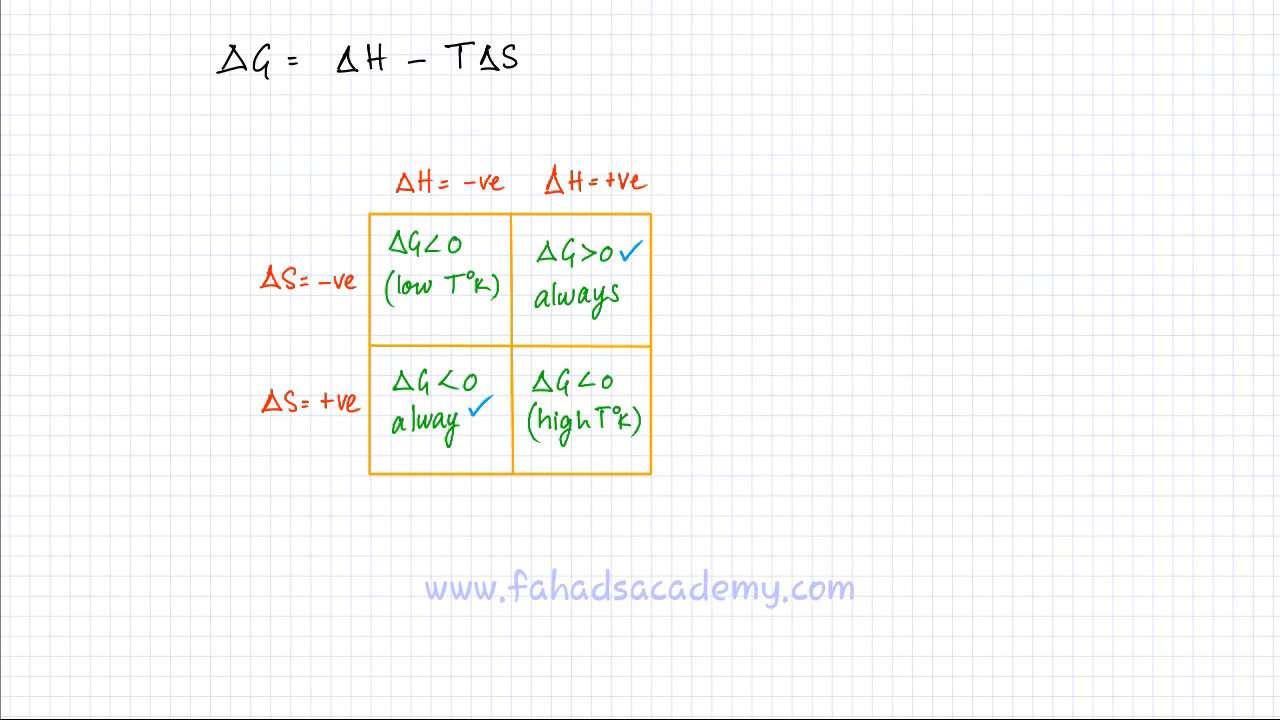 ΔG = ΔH - TΔS
ΔH = -ve ΔH = +ve
ΔS = -ve
ΔG < 0
(low T°K)
ΔG > 0 ✓
always
ΔS = +ve
ΔG < 0
alway ✓
ΔG < 0
(high T°K)
www.fahadsacademy.com